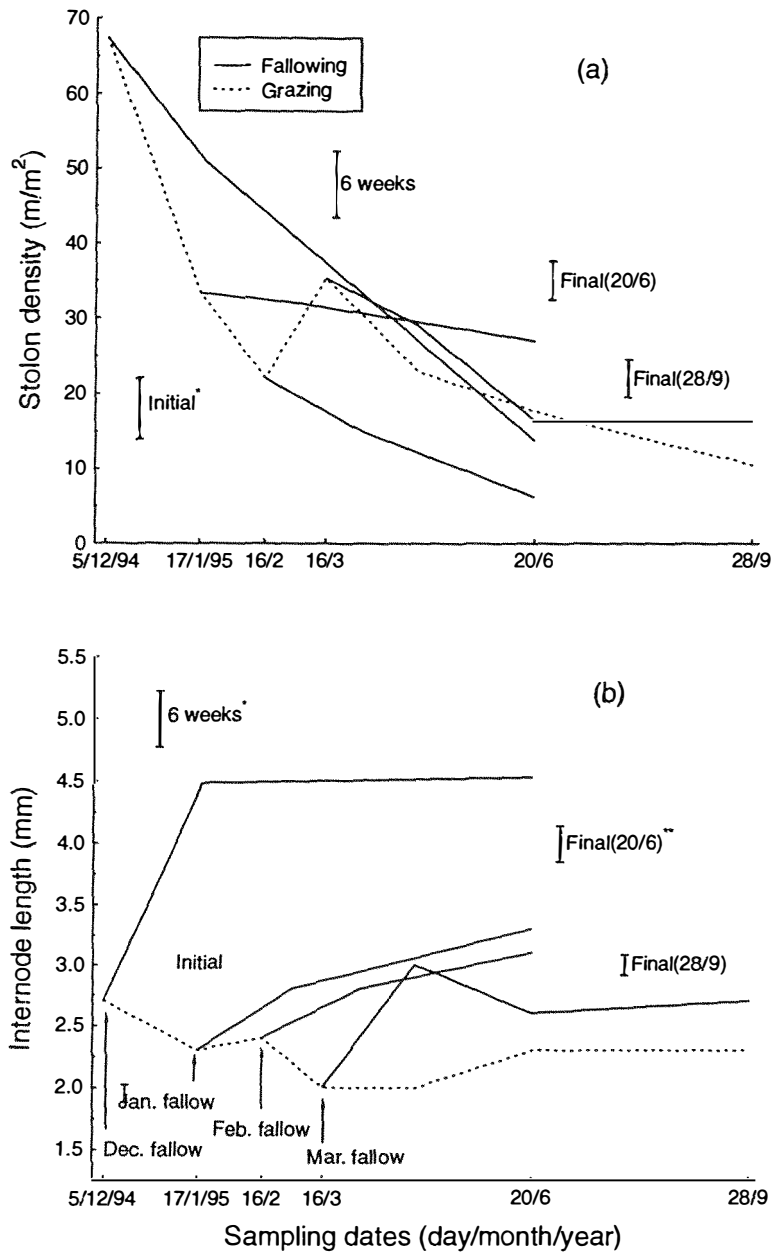 70
60
50
40
30
20
10
0
Stolon density (m/m²)
Fallowing
Grazing
(a)
6 weeks
Final(20/6)
Final(28/9)
Initial*
5/12/94 17/1/95 16/2 16/3 20/6 28/9
5.5
5.0
4.5
4.0
3.5
3.0
2.5
2.0
1.5
Internode length (mm)
(b)
6 weeks*
Final(20/6)**
Initial
Final(28/9)
Jan. fallow
Feb. fallow
Dec. fallow
Mar. fallow
5/12/94 17/1/95 16/2 16/3 20/6 28/9
Sampling dates (day/month/year)